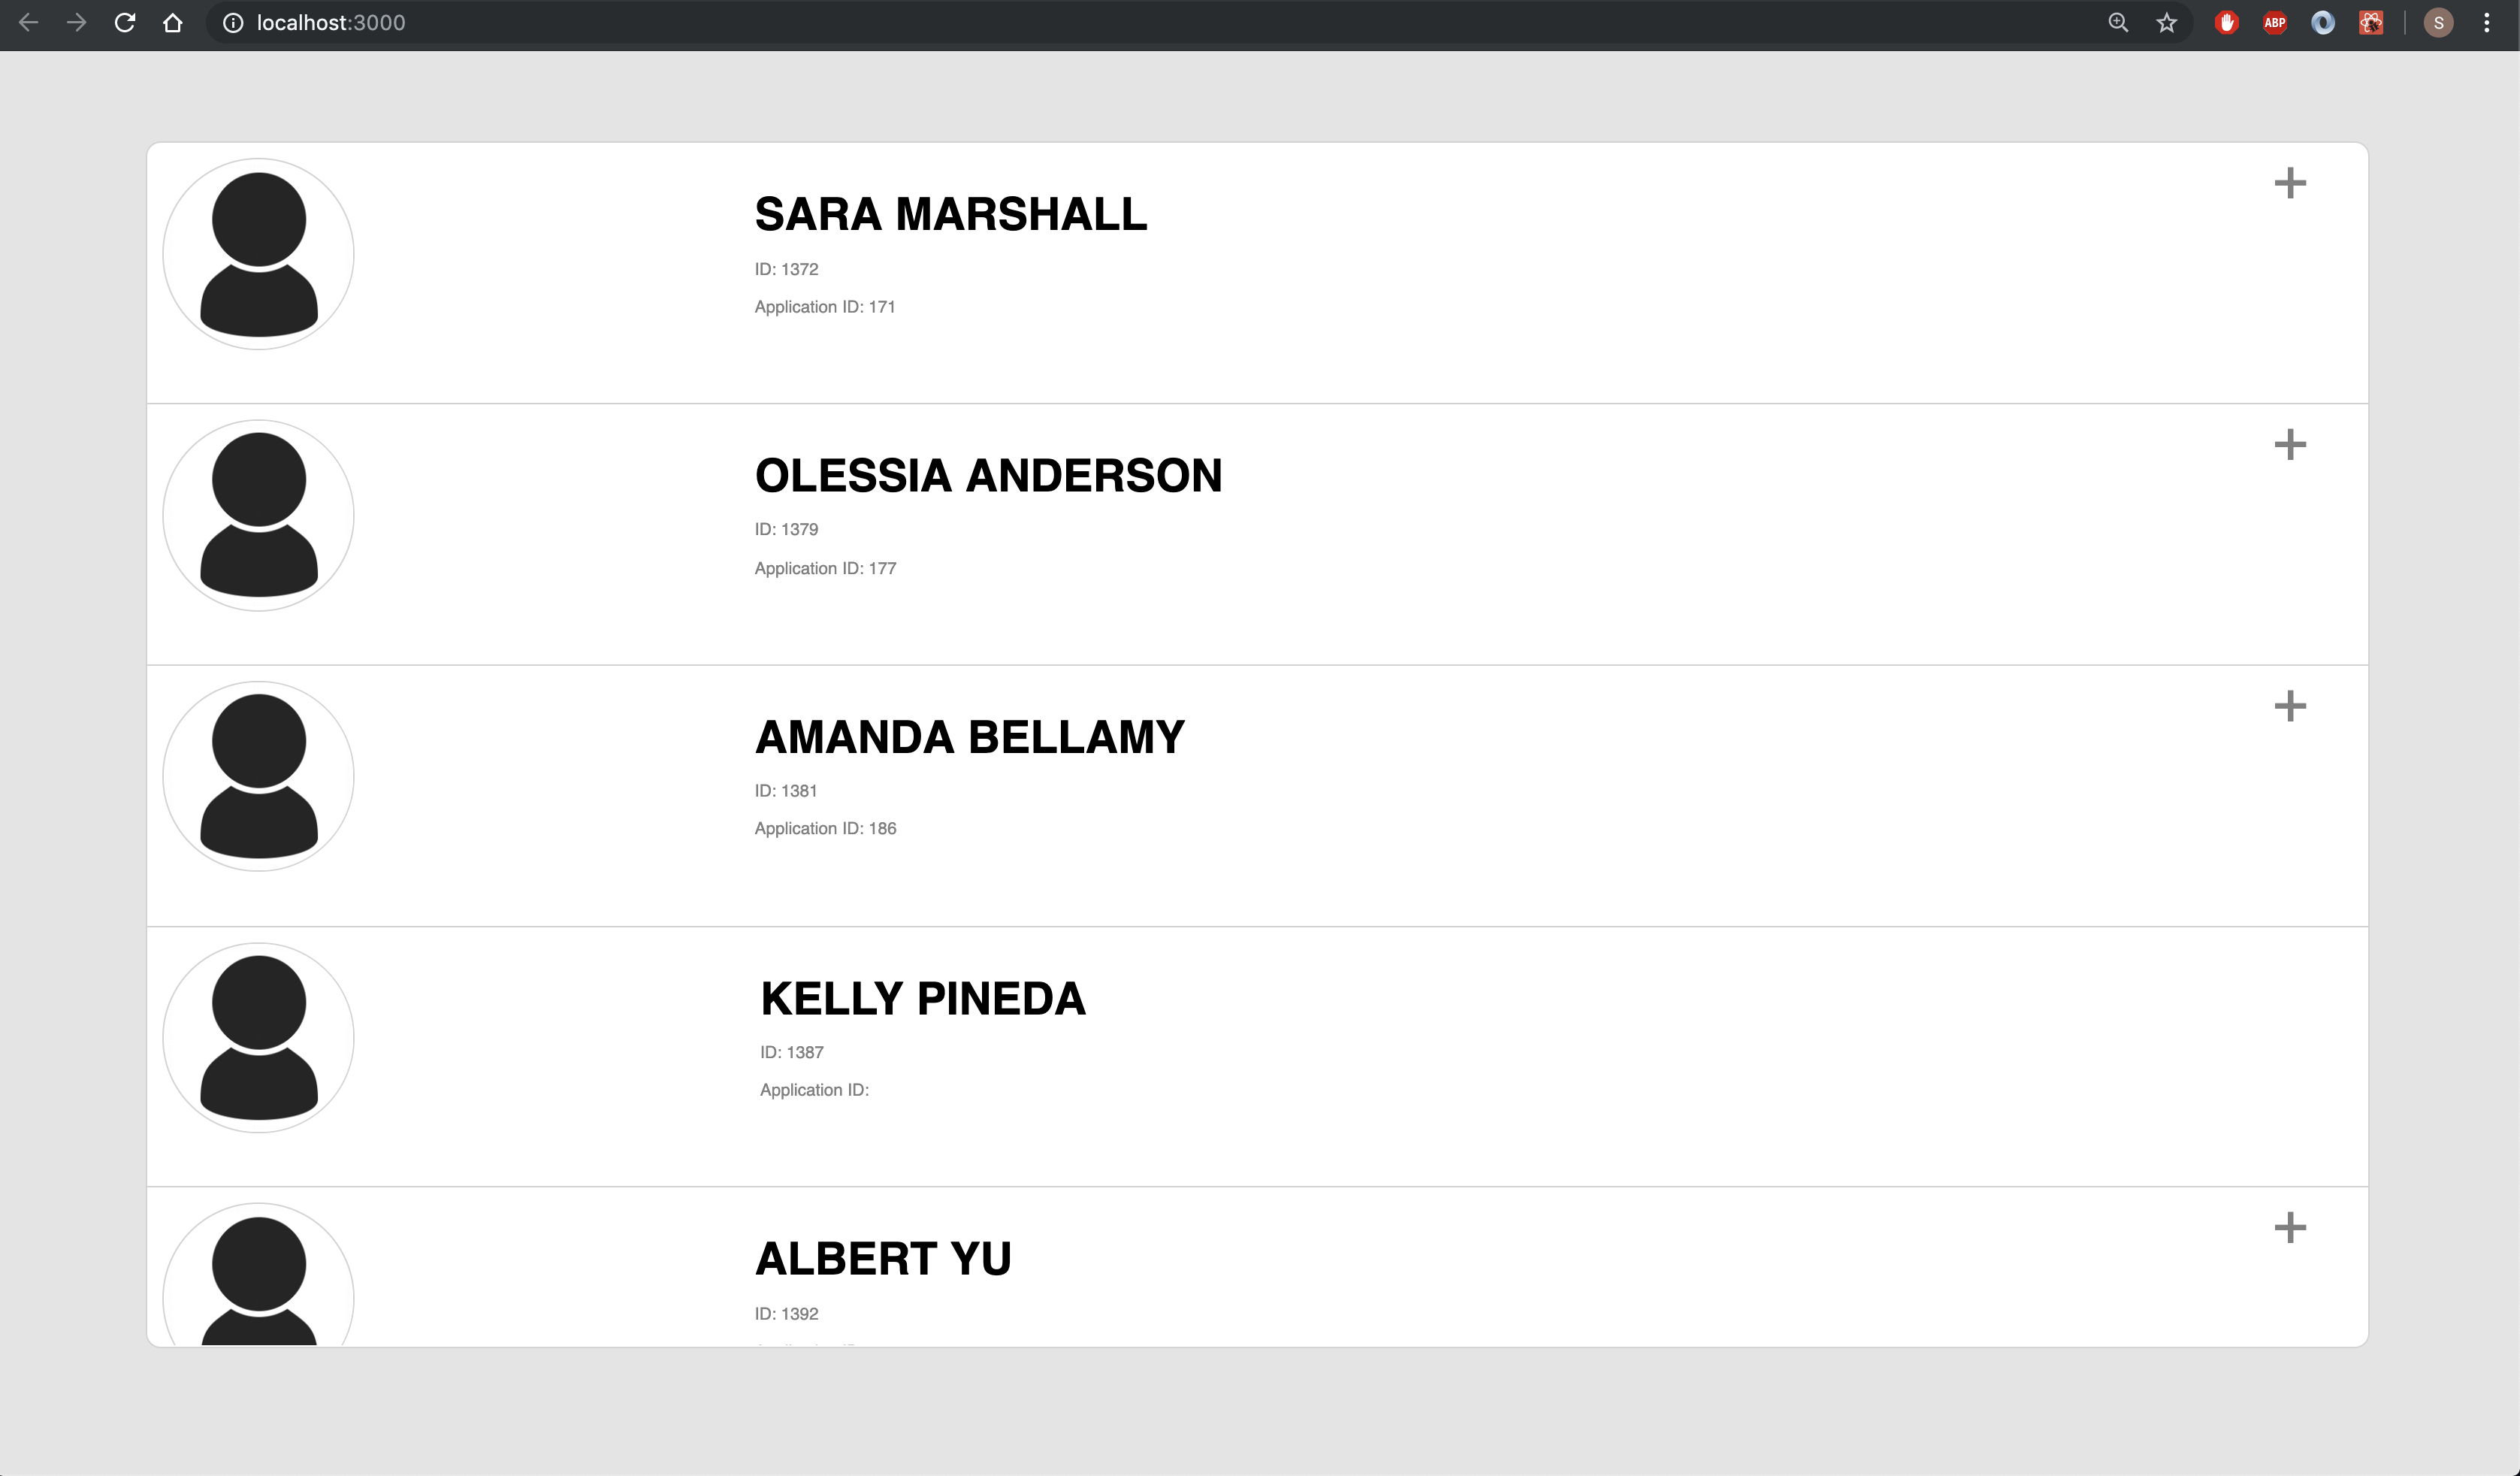 localhost:3000
ABP
S
SARA MARSHALL
ID: 1372
Application ID: 171
OLESSIA ANDERSON
ID: 1379
Application ID: 177
AMANDA BELLAMY
ID: 1381
Application ID: 186
KELLY PINEDA
ID: 1387
Application ID:
ALBERT YU
ID: 1392